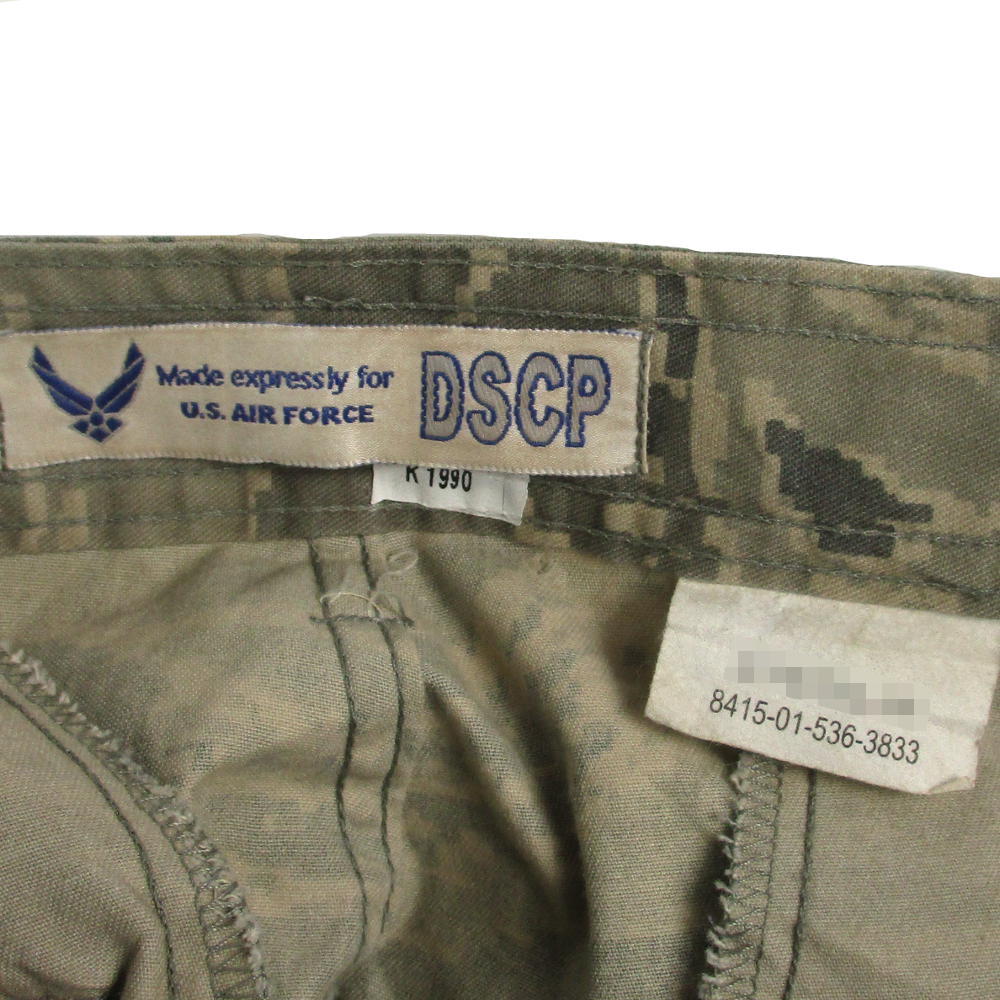 Made expressly for
U.S. AIR FORCE
DSCP
K 1990
8415-01-536-3833